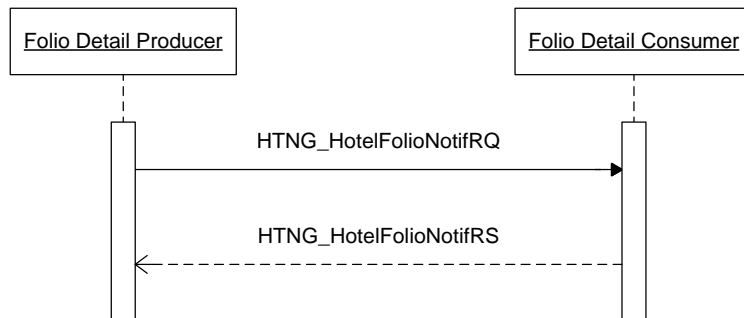 Folio Detail Producer
Folio Detail Consumer
HTNG_HotelFolioNotifRQ
HTNG_HotelFolioNotifRS